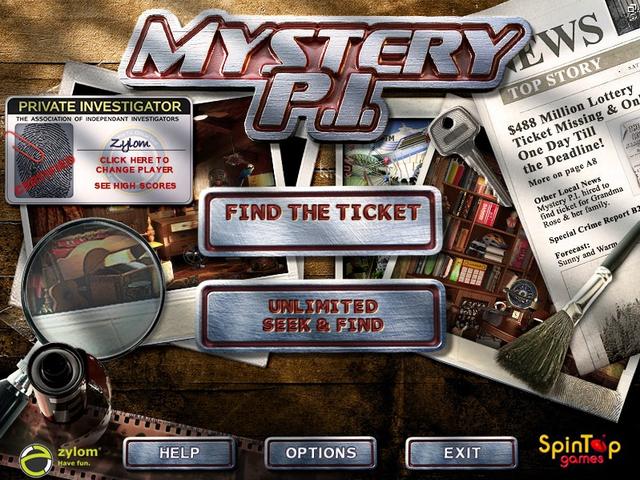 MYSTERY
P.I.
NEWS
TOP STORY
$488 Million Lottery
Ticket Missing & O
One Day Till
the Deadline!
More on page A8
Other Local News
Mystery P.I. hired to
find ticket for Grandma
Rose & her family.
Special Crime Report B2
Forecast:
Sunny and Warm
PRIVATE INVESTIGATOR
THE ASSOCIATION OF INDEPENDANT INVESTIGATORS
Zylom
CLICK HERE TO
CHANGE PLAYER
SEE HIGH SCORES
FIND THE TICKET
UNLIMITED
SEEK & FIND
zylom
Have fun.
HELP
OPTIONS
EXIT
SpinTop
games